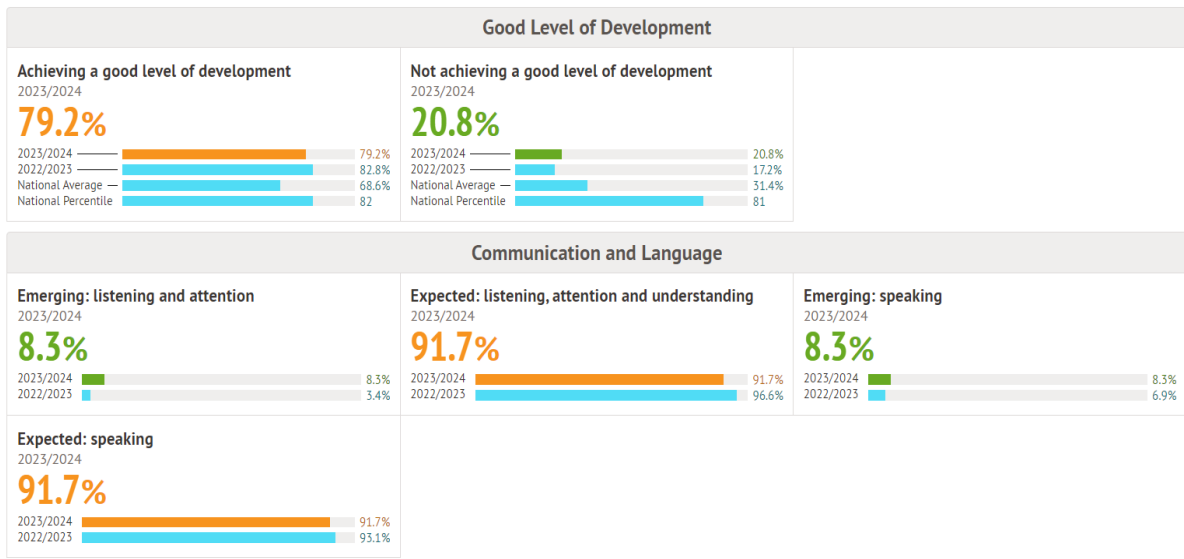 Good Level of Development
Achieving a good level of development
2023/2024
79.2%
2023/2024 79.2%
2022/2023 82.8%
National Average 68.6%
National Percentile 82
Not achieving a good level of development
2023/2024
20.8%
2023/2024 20.8%
2022/2023 17.2%
National Average 31.4%
National Percentile 81
Communication and Language
Emerging: listening and attention
2023/2024
8.3%
2023/2024 8.3%
2022/2023 3.4%
Expected: listening, attention and understanding
2023/2024
91.7%
2023/2024 91.7%
2022/2023 96.6%
Emerging: speaking
2023/2024
8.3%
2023/2024 8.3%
2022/2023 6.9%
Expected: speaking
2023/2024
91.7%
2023/2024 91.7%
2022/2023 93.1%